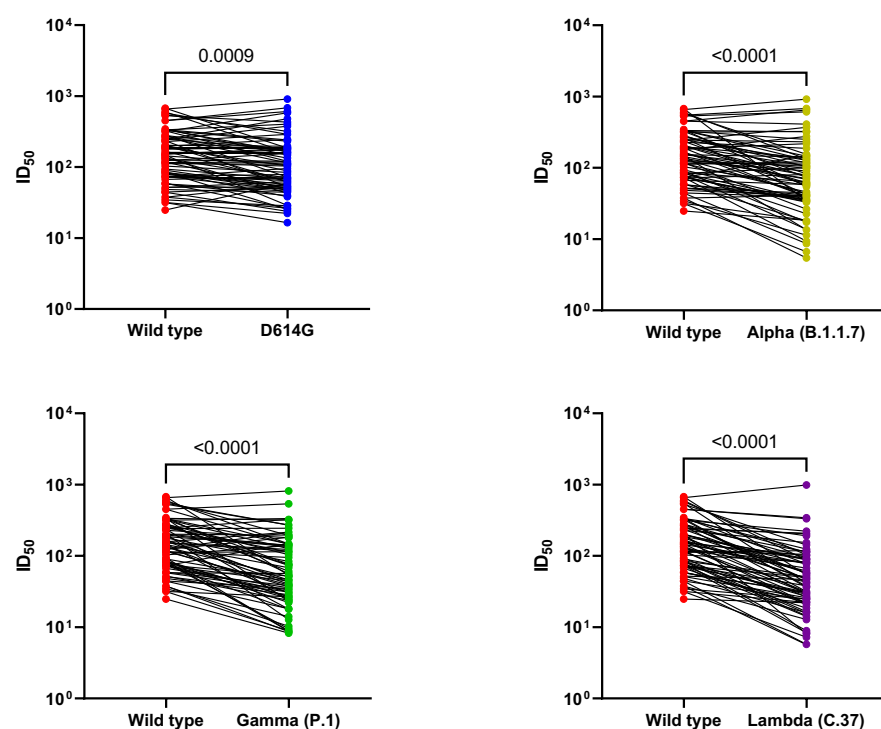 10⁴
0.0009
10³
ID₅₀
10²
10¹
10⁰
Wild type
D614G
10⁴
<0.0001
10³
ID₅₀
10²
10¹
10⁰
Wild type
Alpha (B.1.1.7)
10⁴
<0.0001
10³
ID₅₀
10²
10¹
10⁰
Wild type
Gamma (P.1)
10⁴
<0.0001
10³
ID₅₀
10²
10¹
10⁰
Wild type
Lambda (C.37)